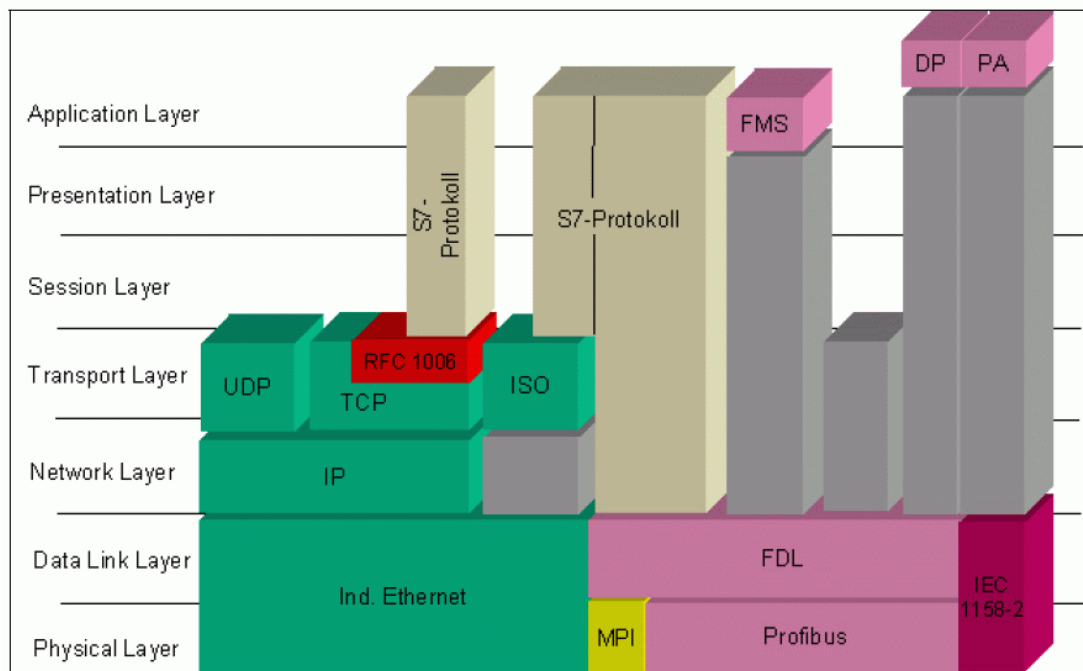 DP PA
Application Layer
FMS
Presentation Layer
S7-
Protokoll
S7-Protokoll
Session Layer
RFC 1006
Transport Layer
UDP
TCP
ISO
Network Layer
IP
Data Link Layer
FDL
IEC
1158-2
Ind. Ethernet
Physical Layer
MPI
Profibus